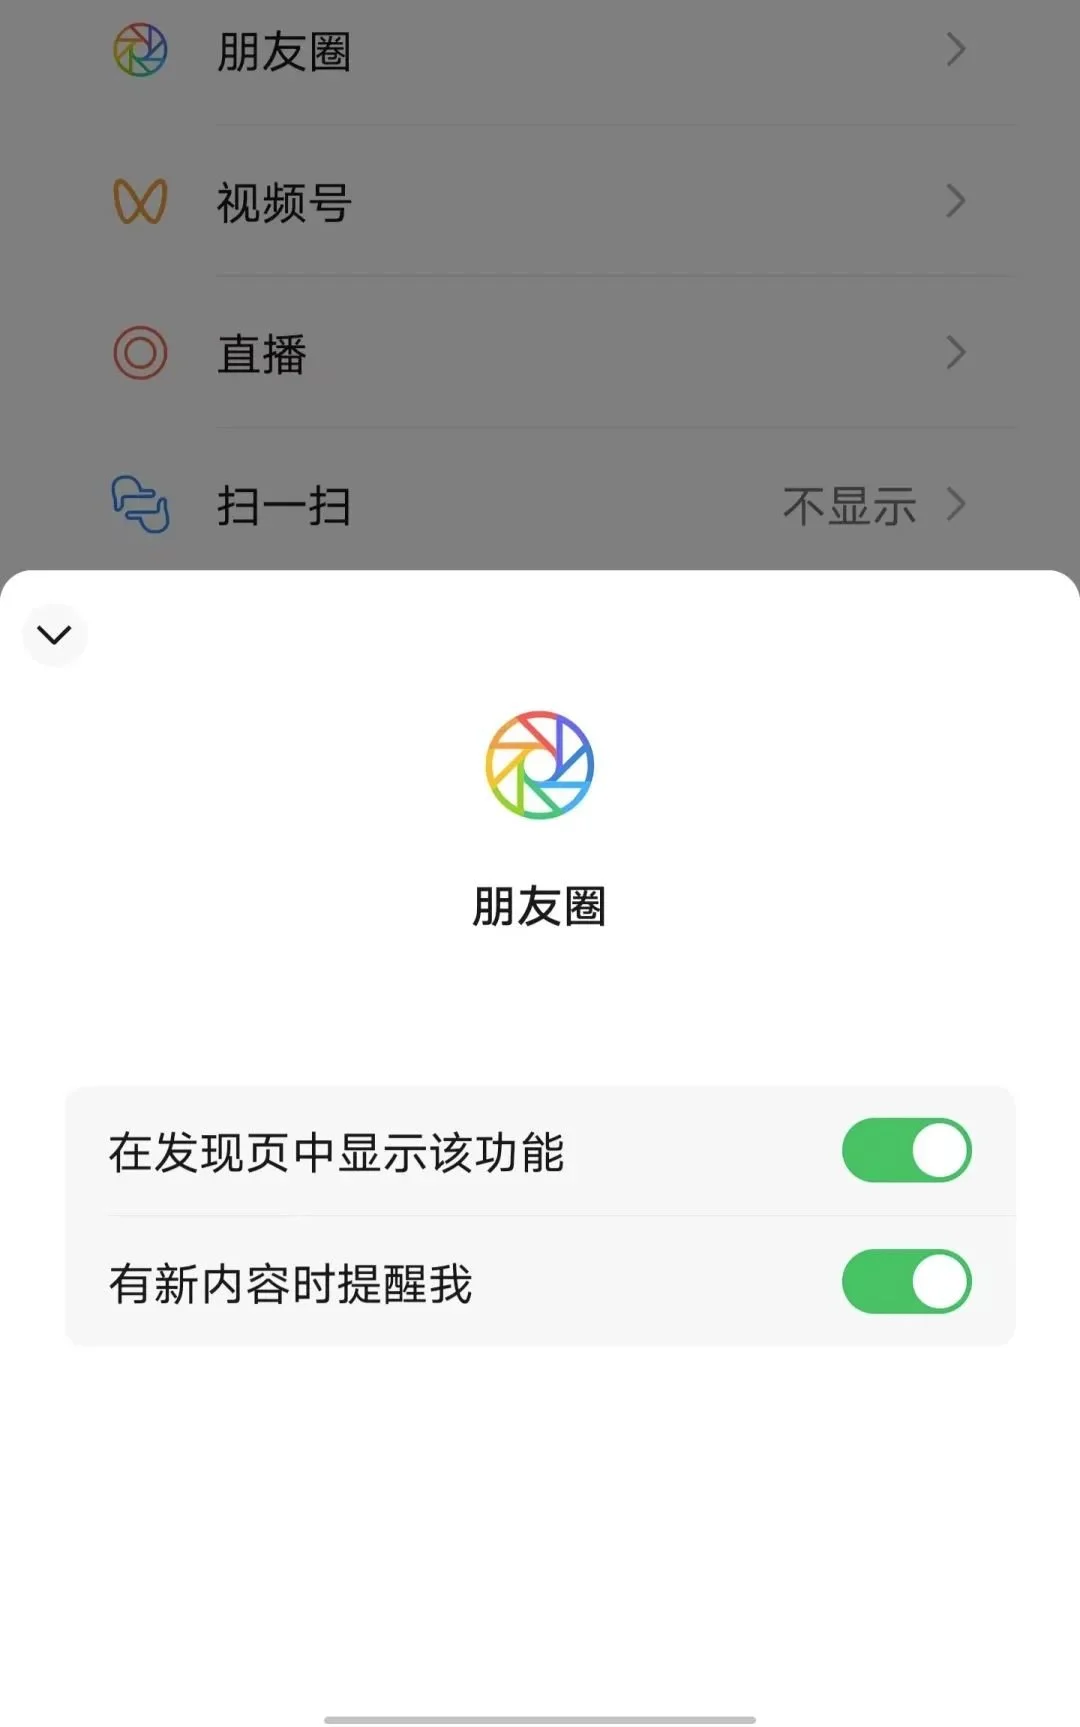 朋友圈
视频号
直播
扫一扫 不显示
朋友圈
在发现页中显示该功能
有新内容时提醒我